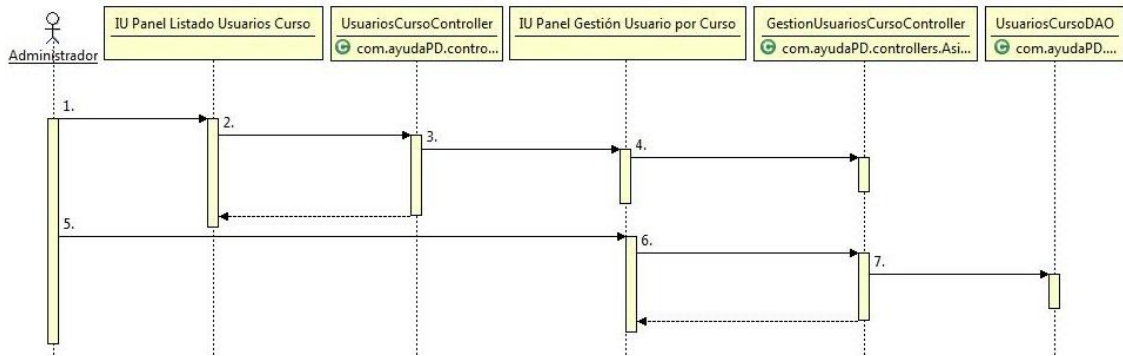 Administrador
IU Panel Listado Usuarios Curso
UsuariosCursoController
com.ayudaPD.contro...
IU Panel Gestión Usuario por Curso
GestionUsuariosCursoController
com.ayudaPD.controllers.Asi...
UsuariosCursoDAO
com.ayudaPD....
1.
2.
3.
4.
5.
6.
7.